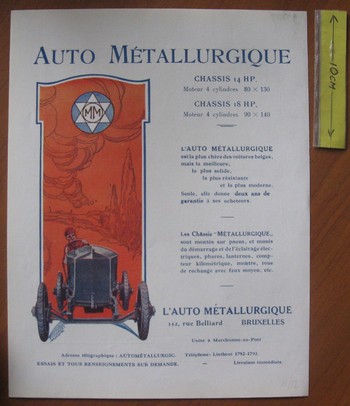 AUTO MÉTALLURGIQUE
CHASSIS 14 HP.
Moteur 4 cylindres 80 × 130
CHASSIS 18 HP.
Moteur 4 cylindres 90 × 140
MM
L'AUTO MÉTALLURGIQUE
est la plus chère des voitures belges,
mais la meilleure,
la plus solide,
la plus résistante
et la plus moderne.
Seule, elle donne deux ans de
garantie à ses acheteurs.
Les Châssis "MÉTALLURGIQUE"
sont montés sur pneus, et munis
du démarrage et de l'éclairage élec-
triques, phares, lanternes, comp-
teur kilométrique, montre, roue
de rechange avec faux moyeu, etc.
L'AUTO MÉTALLURGIQUE
112, rue Belliard BRUXELLES
Usine à Marchienne-au-Pont
Adresse télégraphique : AUTOMÉTALLURGIC. Téléphone: Linthout 1792-4743.
ESSAIS ET TOUS RENSEIGNEMENTS SUR DEMANDE. Livraison immédiate.
10CM